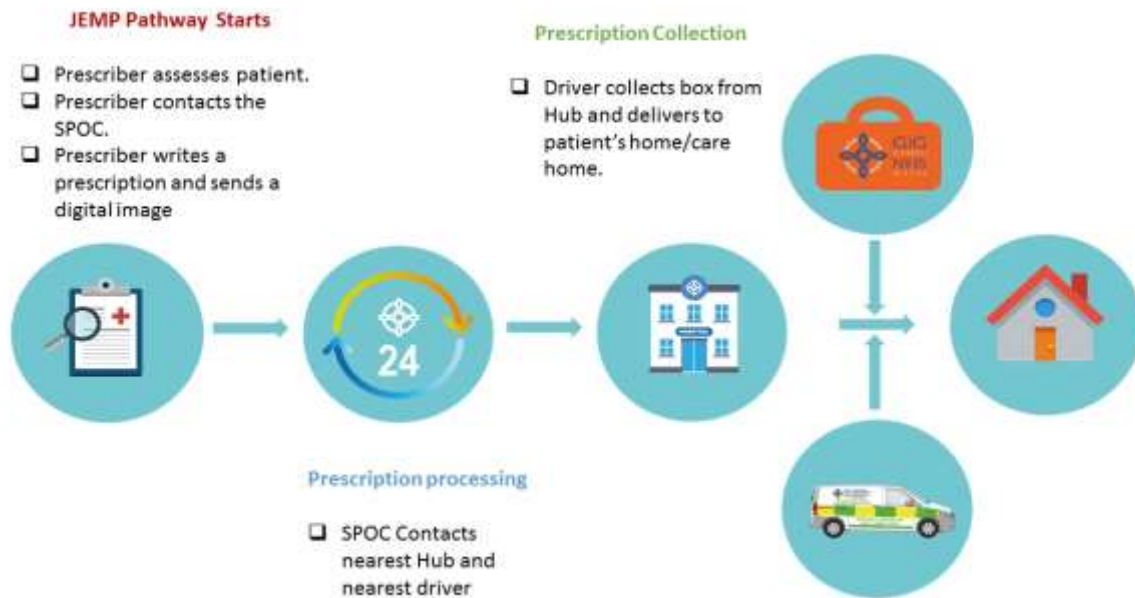 JEMP Pathway Starts
Prescriber assesses patient.
Prescriber contacts the
SPOC.
Prescriber writes a
prescription and sends a
digital image
Prescription Collection
Driver collects box from
Hub and delivers to
patient's home/care
home.
GIG
NHS
24
Prescription processing
SPOC Contacts
nearest Hub and
nearest driver